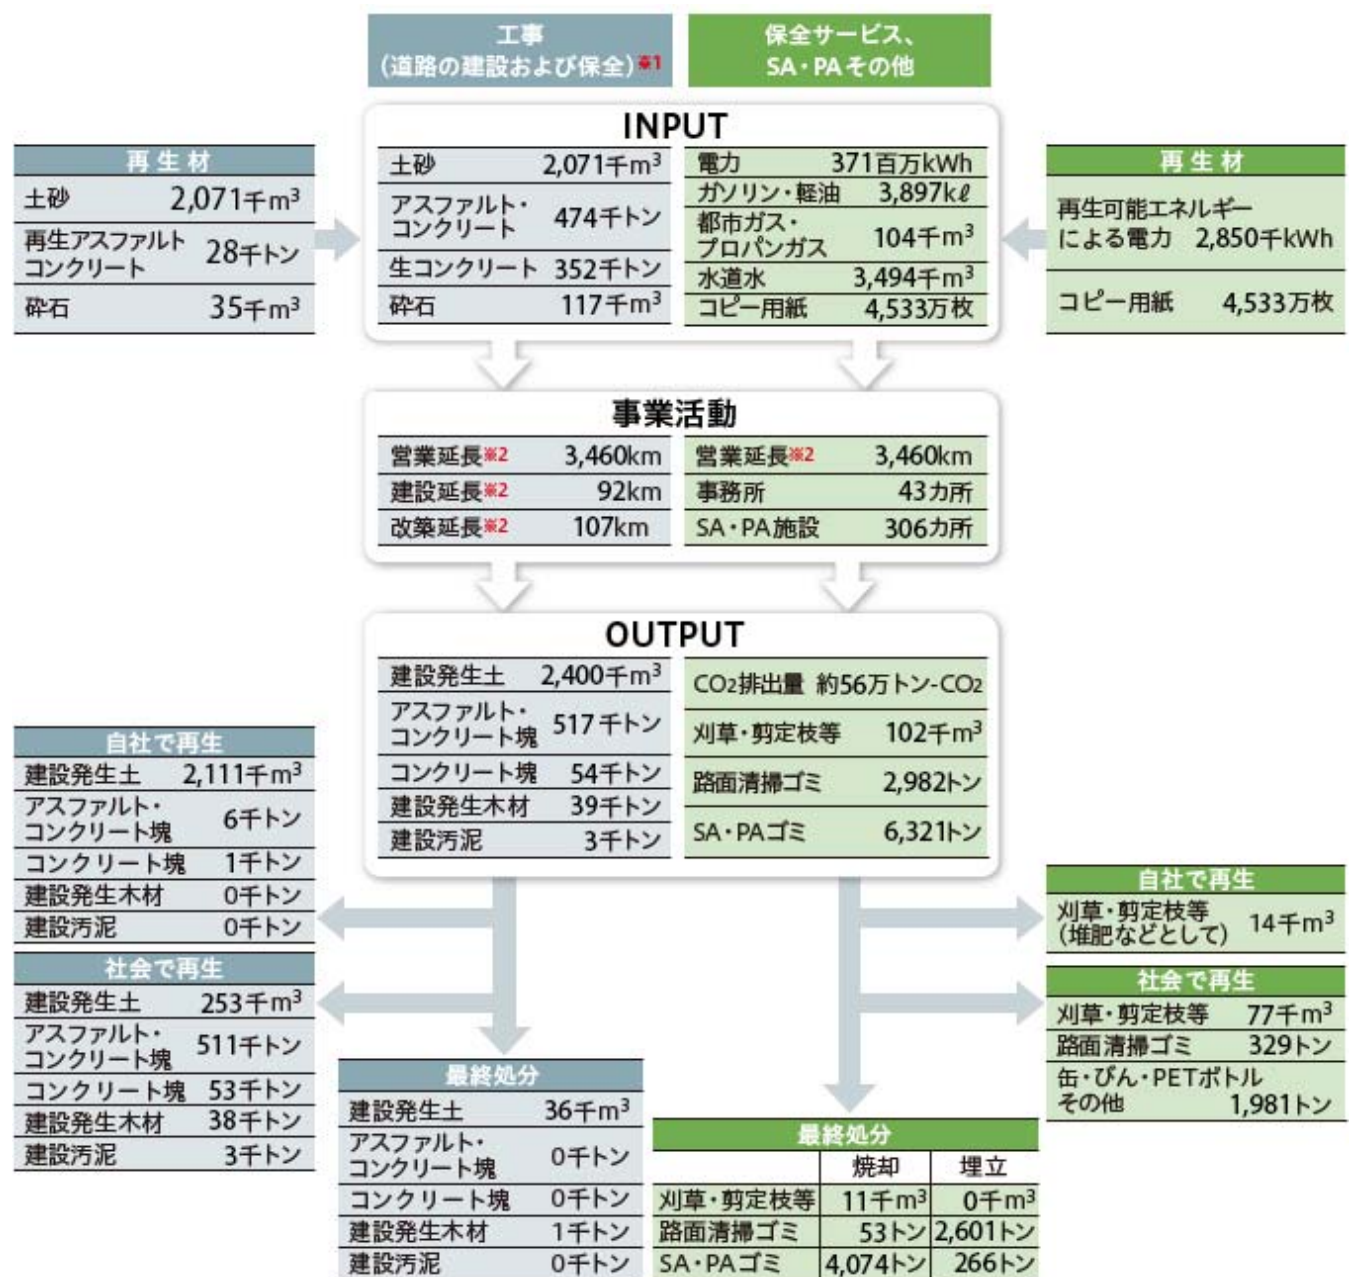 工事
(道路の建設および保全)※1
保全サービス、
SA・PAその他
INPUT
土砂 2,071千m³
アスファルト・
コンクリート 474千トン
生コンクリート 352千トン
砕石 117千m³
電力 371百万kWh
ガソリン・軽油 3,897kℓ
都市ガス・
プロパンガス 104千m³
水道水 3,494千m³
コピー用紙 4,533万枚
再生材
土砂 2,071千m³
再生アスファルト
コンクリート 28千トン
砕石 35千m³
再生材
再生可能エネルギー
による電力 2,850千kWh
コピー用紙 4,533万枚
事業活動
営業延長※2 3,460km
建設延長※2 92km
改築延長※2 107km
営業延長※2 3,460km
事務所 43カ所
SA・PA施設 306カ所
OUTPUT
建設発生土 2,400千m³
アスファルト・
コンクリート塊 517千トン
コンクリート塊 54千トン
建設発生木材 39千トン
建設汚泥 3千トン
CO2排出量 約56万トン-CO2
刈草・剪定枝等 102千m³
路面清掃ゴミ 2,982トン
SA・PAゴミ 6,321トン
自社で再生
建設発生土 2,111千m³
アスファルト・
コンクリート塊 6千トン
コンクリート塊 1千トン
建設発生木材 0千トン
建設汚泥 0千トン
社会で再生
建設発生土 253千m³
アスファルト・
コンクリート塊 511千トン
コンクリート塊 53千トン
建設発生木材 38千トン
建設汚泥 3千トン
最終処分
建設発生土 36千m³
アスファルト・
コンクリート塊 0千トン
コンクリート塊 0千トン
建設発生木材 1千トン
建設汚泥 0千トン
自社で再生
刈草・剪定枝等
(堆肥などとして) 14千m³
社会で再生
刈草・剪定枝等 77千m³
路面清掃ゴミ 329トン
缶・びん・PETボトル
その他 1,981トン
最終処分
焼却 埋立
刈草・剪定枝等 11千m³ 0千m³
路面清掃ゴミ 53トン 2,601トン
SA・PAゴミ 4,074トン 266トン